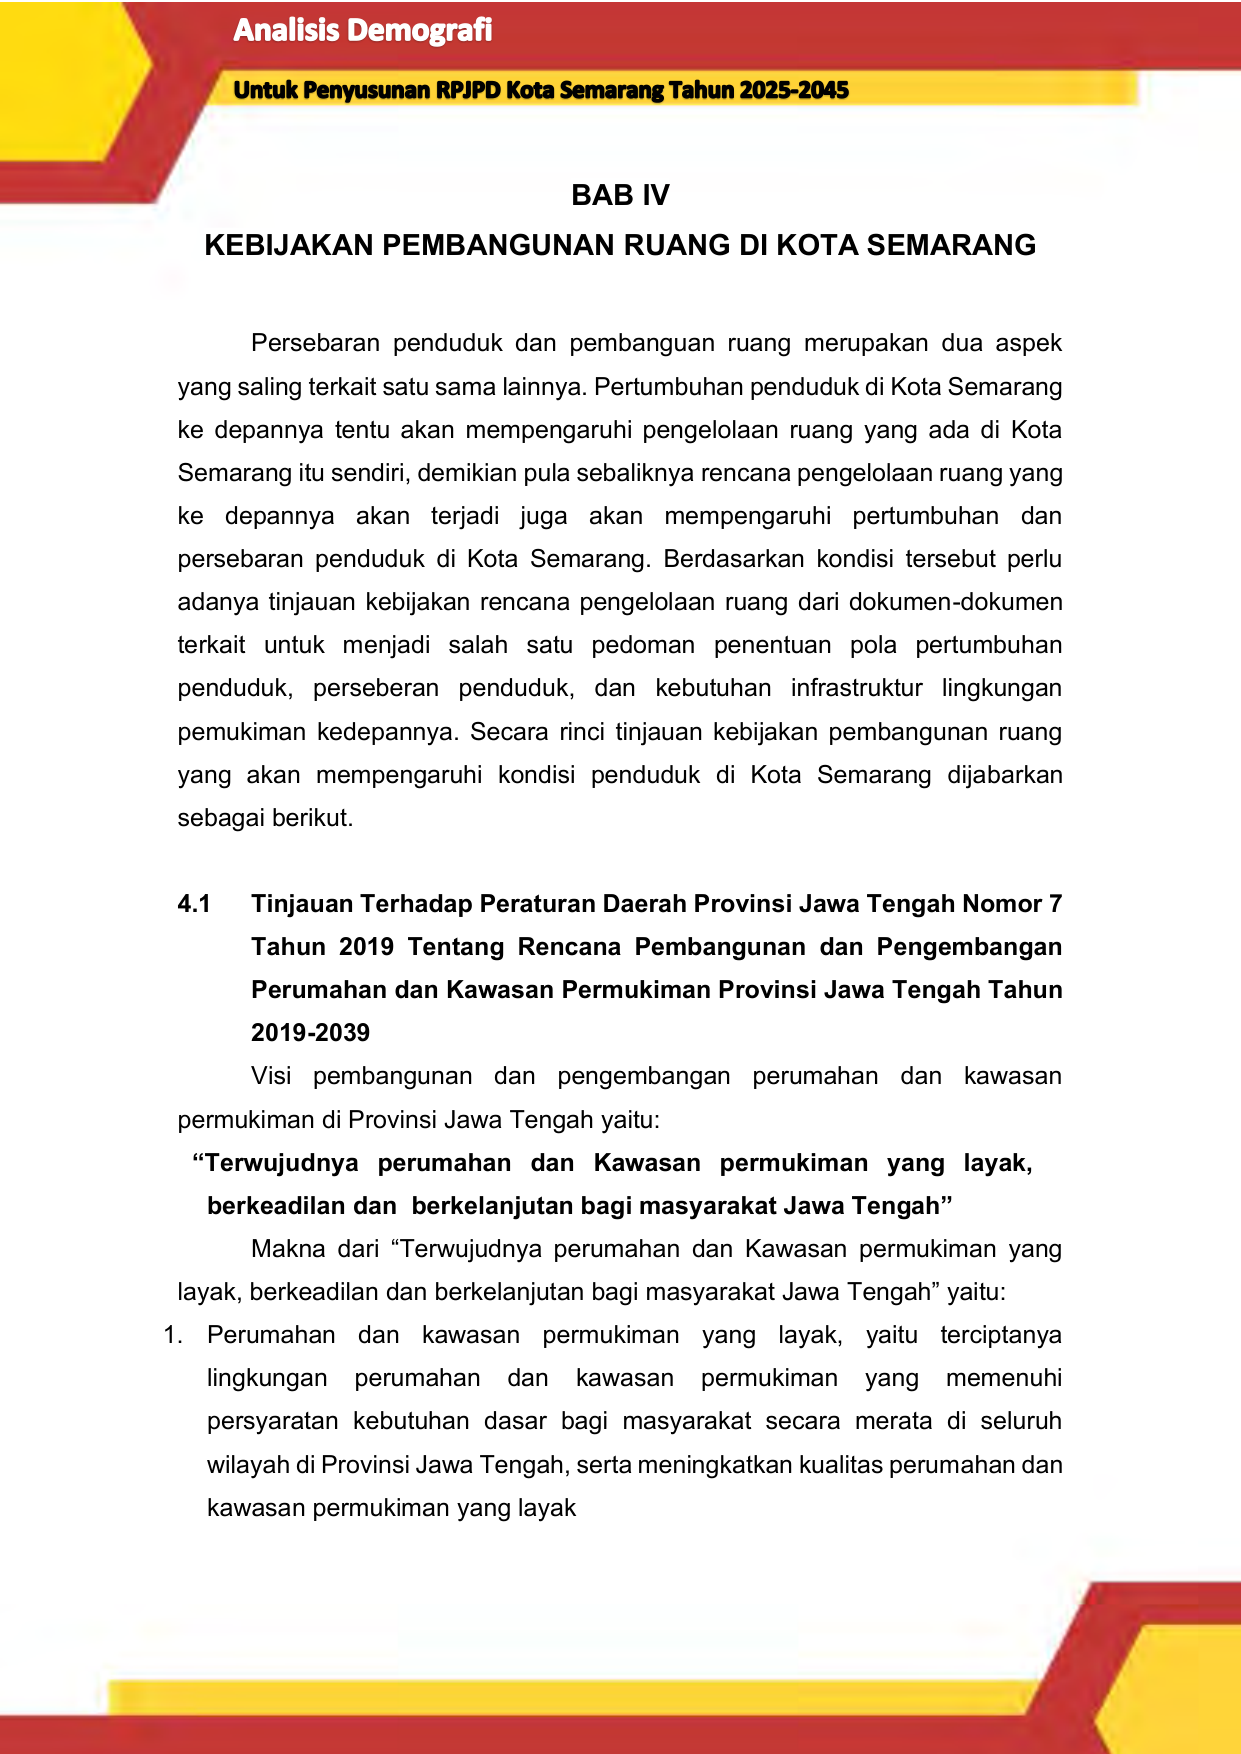 Analisis Demografi
Untuk Penyusunan RPJPD Kota Semarang Tahun 2025-2045
BAB IV
KEBIJAKAN PEMBANGUNAN RUANG DI KOTA SEMARANG
Persebaran penduduk dan pembanguan ruang merupakan dua aspek
yang saling terkait satu sama lainnya. Pertumbuhan penduduk di Kota Semarang
ke depannya tentu akan mempengaruhi pengelolaan ruang yang ada di Kota
Semarang itu sendiri, demikian pula sebaliknya rencana pengelolaan ruang yang
ke depannya akan terjadi juga akan mempengaruhi pertumbuhan dan
persebaran penduduk di Kota Semarang. Berdasarkan kondisi tersebut perlu
adanya tinjauan kebijakan rencana pengelolaan ruang dari dokumen-dokumen
terkait untuk menjadi salah satu pedoman penentuan pola pertumbuhan
penduduk, perseberan penduduk, dan kebutuhan infrastruktur lingkungan
pemukiman kedepannya. Secara rinci tinjauan kebijakan pembangunan ruang
yang akan mempengaruhi kondisi penduduk di Kota Semarang dijabarkan
sebagai berikut.
4.1 Tinjauan Terhadap Peraturan Daerah Provinsi Jawa Tengah Nomor 7
Tahun 2019 Tentang Rencana Pembangunan dan Pengembangan
Perumahan dan Kawasan Permukiman Provinsi Jawa Tengah Tahun
2019-2039
Visi pembangunan dan pengembangan perumahan dan kawasan
permukiman di Provinsi Jawa Tengah yaitu:
“Terwujudnya perumahan dan Kawasan permukiman yang layak,
berkeadilan dan berkelanjutan bagi masyarakat Jawa Tengah”
Makna dari “Terwujudnya perumahan dan Kawasan permukiman yang
layak, berkeadilan dan berkelanjutan bagi masyarakat Jawa Tengah” yaitu:
1. Perumahan dan kawasan permukiman yang layak, yaitu terciptanya
lingkungan perumahan dan kawasan permukiman yang memenuhi
persyaratan kebutuhan dasar bagi masyarakat secara merata di seluruh
wilayah di Provinsi Jawa Tengah, serta meningkatkan kualitas perumahan dan
kawasan permukiman yang layak